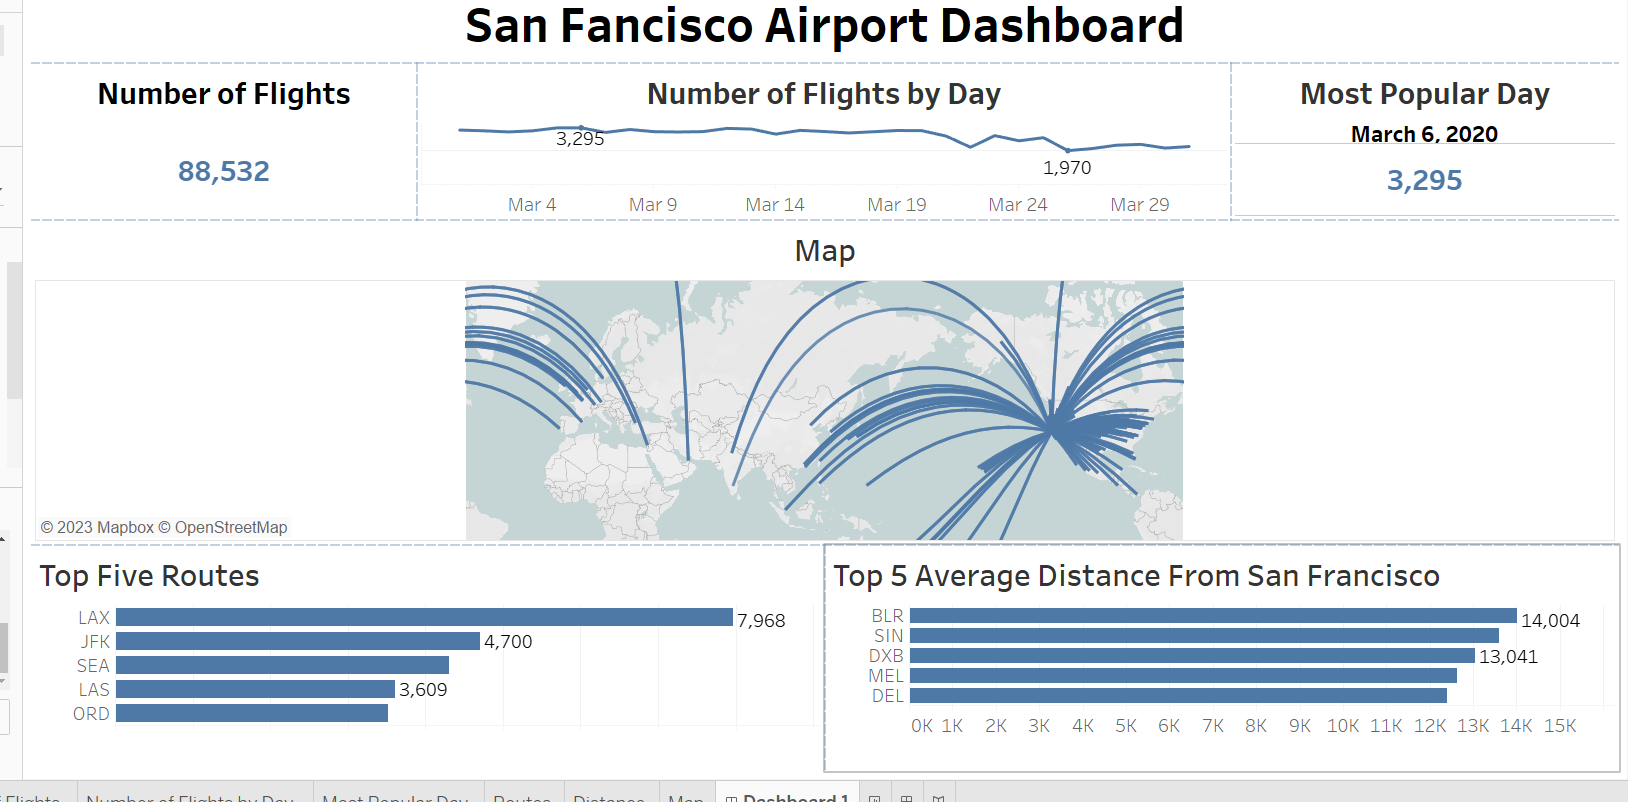 San Fancisco Airport Dashboard
Number of Flights
88,532
Number of Flights by Day
3,295
1,970
Mar 4 Mar 9 Mar 14 Mar 19 Mar 24 Mar 29
Most Popular Day
March 6, 2020
3,295
Map
© 2023 Mapbox © OpenStreetMap
Top Five Routes
LAX 7,968
JFK 4,700
SEA
LAS 3,609
ORD
Top 5 Average Distance From San Francisco
BLR 14,004
SIN
DXB 13,041
MEL
DEL
0K 1K 2K 3K 4K 5K 6K 7K 8K 9K 10K 11K 12K 13K 14K 15K
Flights Number of Flights by Day Most Popular Day Routes Distance Map Dashboard 1